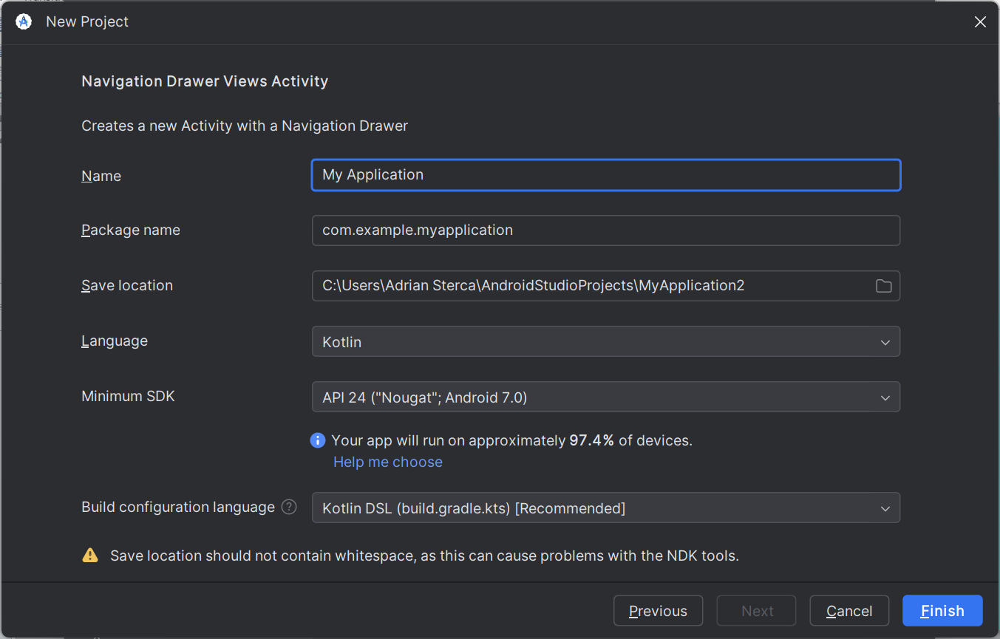 New Project
Navigation Drawer Views Activity
Creates a new Activity with a Navigation Drawer
Name
My Application
Package name
com.example.myapplication
Save location
C:\Users\Adrian Sterca\AndroidStudioProjects\MyApplication2
Language
Kotlin
Minimum SDK
API 24 ("Nougat"; Android 7.0)
Your app will run on approximately 97.4% of devices.
Help me choose
Build configuration language ?
Kotlin DSL (build.gradle.kts) [Recommended]
Save location should not contain whitespace, as this can cause problems with the NDK tools.
Previous
Next
Cancel
Finish